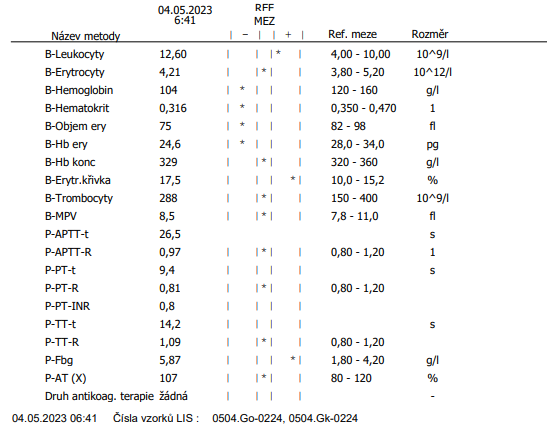 04.05.2023 REF
6:41 MEZ
Název metody | − | | + | Ref. meze Rozměr
B-Leukocyty 12,60 | | | * | 4,00 - 10,00 10^9/l
B-Erytrocyty 4,21 | | * | | 3,80 - 5,20 10^12/l
B-Hemoglobin 104 | * | | | 120 - 160 g/l
B-Hematokrit 0,316 | * | | | 0,350 - 0,470 1
B-Objem ery 75 | * | | | 82 - 98 fl
B-Hb ery 24,6 | * | | | 28,0 - 34,0 pg
B-Hb konc 329 | | * | | 320 - 360 g/l
B-Erytr.křivka 17,5 | | | * | 10,0 - 15,2 %
B-Trombocyty 288 | | * | | 150 - 400 10^9/l
B-MPV 8,5 | | * | | 7,8 - 11,0 fl
P-APTT-t 26,5 s
P-APTT-R 0,97 | | * | | 0,80 - 1,20 1
P-PT-t 9,4 s
P-PT-R 0,81 | | * | | 0,80 - 1,20
P-PT-INR 0,8
P-TT-t 14,2 s
P-TT-R 1,09 | | * | | 0,80 - 1,20
P-Fbg 5,87 | | | * | 1,80 - 4,20 g/l
P-AT (X) 107 | | * | | 80 - 120 %
Druh antikoag. terapie žádná -
04.05.2023 06:41 Čísla vzorků LIS : 0504.Go-0224, 0504.Gk-0224